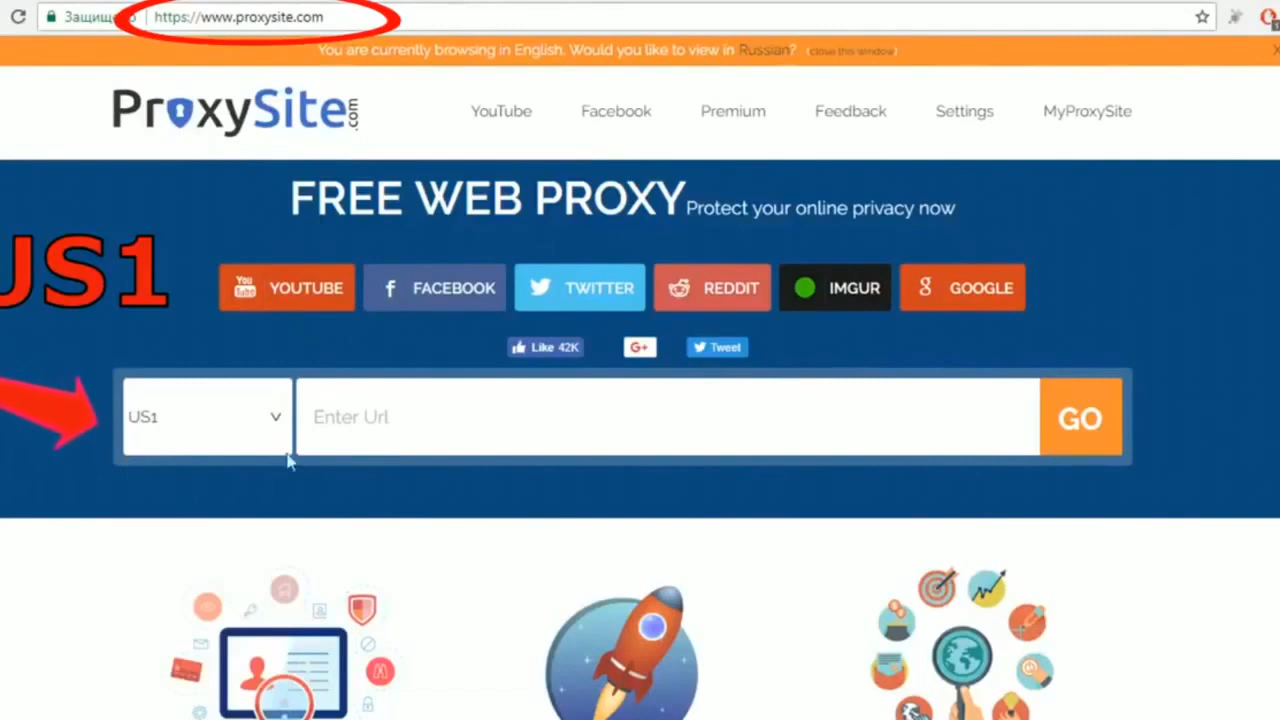 https://www.proxysite.com
You are currently browsing in English. Would you like to view in Russian? (close this window)
ProxySite.com
YouTube Facebook Premium Feedback Settings MyProxySite
FREE WEB PROXY Protect your online privacy now
US1
You Tube YOUTUBE FACEBOOK TWITTER REDDIT IMGUR GOOGLE
Like 42K G+ Tweet
US1 Enter Url GO